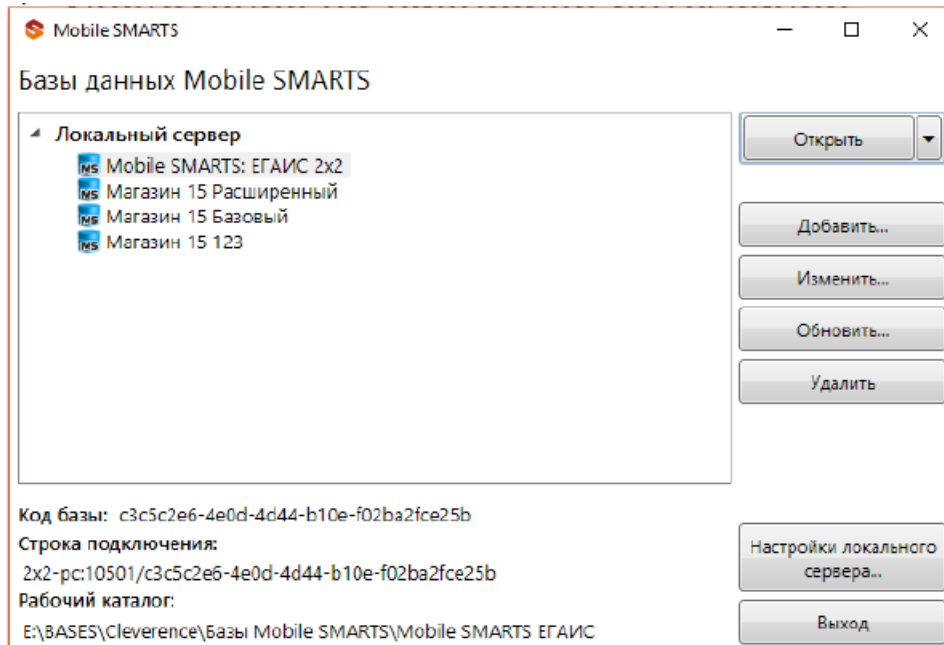 Mobile SMARTS
Базы данных Mobile SMARTS
Локальный сервер
Mobile SMARTS: ЕГАИС 2x2
Магазин 15 Расширенный
Магазин 15 Базовый
Магазин 15 123
Открыть
Добавить...
Изменить...
Обновить...
Удалить
Код базы: c3c5c2e6-4e0d-4d44-b10e-f02ba2fce25b
Строка подключения:
2x2-pc:10501/c3c5c2e6-4e0d-4d44-b10e-f02ba2fce25b
Рабочий каталог:
E:\BASES\Cleverence\Базы Mobile SMARTS\Mobile SMARTS ЕГАИС
Настройки локального
сервера...
Выход